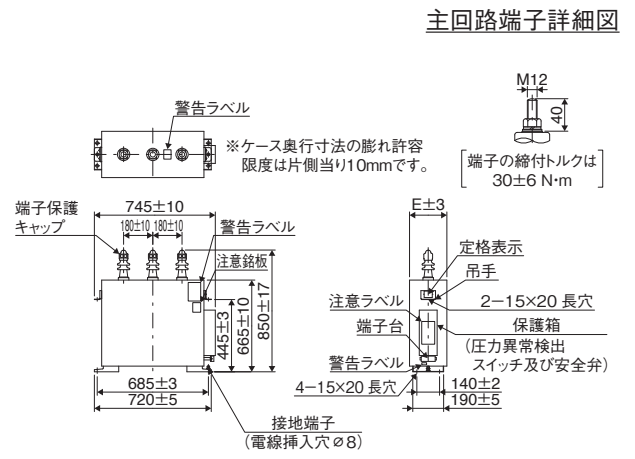 主回路端子詳細図
M12
40
端子の締付トルクは
30±6 N・m
警告ラベル
※ケース奥行寸法の膨れ許容
限度は片側当り10mmです。
端子保護
キャップ
745±10
180±10
180±10
警告ラベル
注意銘板
445±3
665±10
850±17
685±3
720±5
接地端子
(電線挿入穴ø8)
E±3
定格表示
吊手
2−15×20 長穴
注意ラベル
端子台
保護箱
(圧力異常検出
スイッチ及び安全弁)
警告ラベル
4−15×20 長穴
140±2
190±5